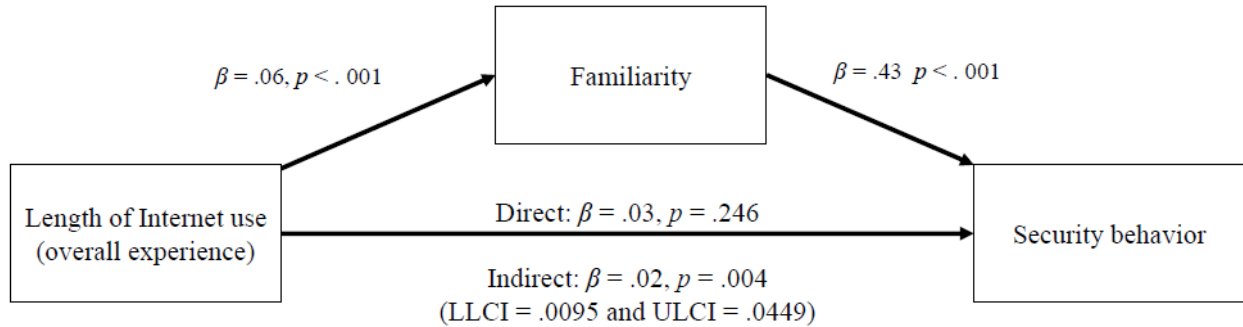 Familiarity
β = .06, p < . 001
β = .43  p < .001
Length of Internet use
(overall experience)
Direct: β = .03, p = .246
Security behavior
Indirect: β = .02, p = .004
(LLCI = .0095 and ULCI = .0449)